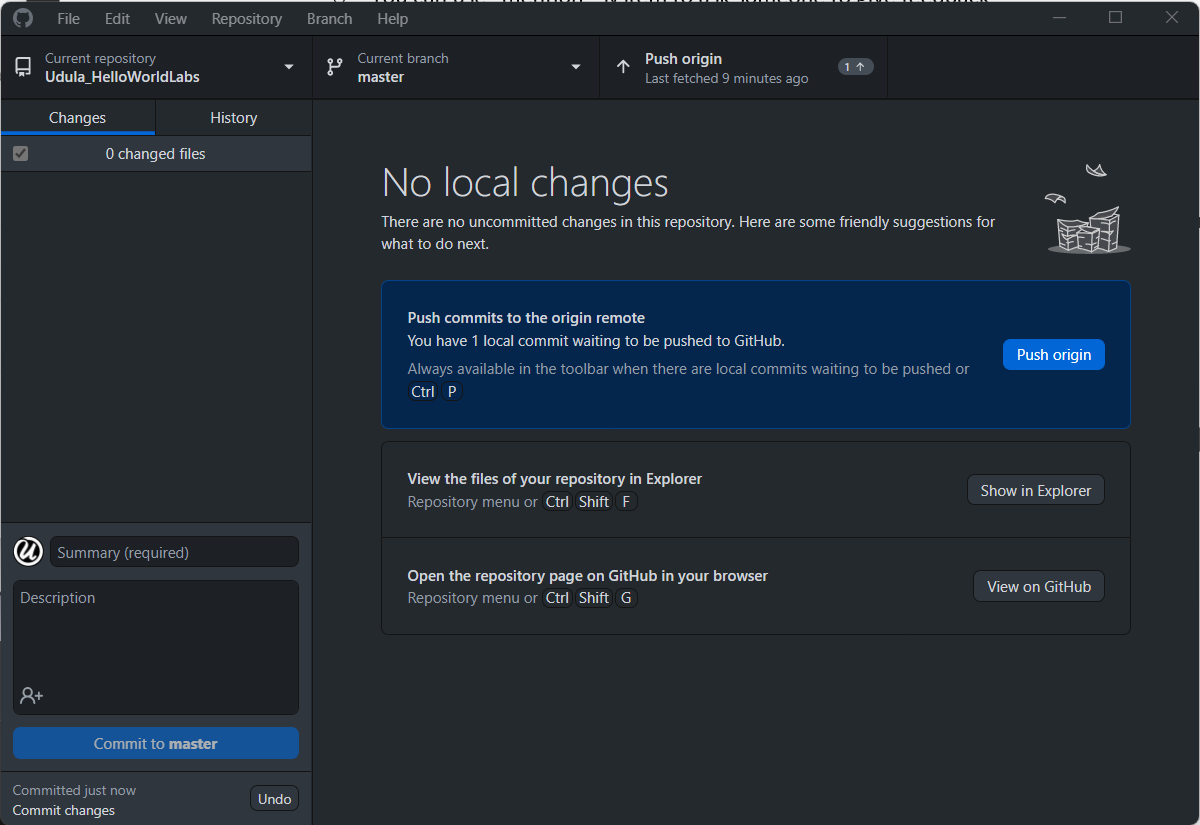 File Edit View Repository Branch Help
Current repository
Udula_HelloWorldLabs
Current branch
master
Push origin
Last fetched 9 minutes ago
1
Changes History
0 changed files
No local changes
There are no uncommitted changes in this repository. Here are some friendly suggestions for
what to do next.
Push commits to the origin remote
You have 1 local commit waiting to be pushed to GitHub.
Always available in the toolbar when there are local commits waiting to be pushed or
Ctrl P
Push origin
View the files of your repository in Explorer
Repository menu or Ctrl Shift F
Show in Explorer
Open the repository page on GitHub in your browser
Repository menu or Ctrl Shift G
View on GitHub
Summary (required)
Description
Commit to master
Committed just now
Commit changes
Undo